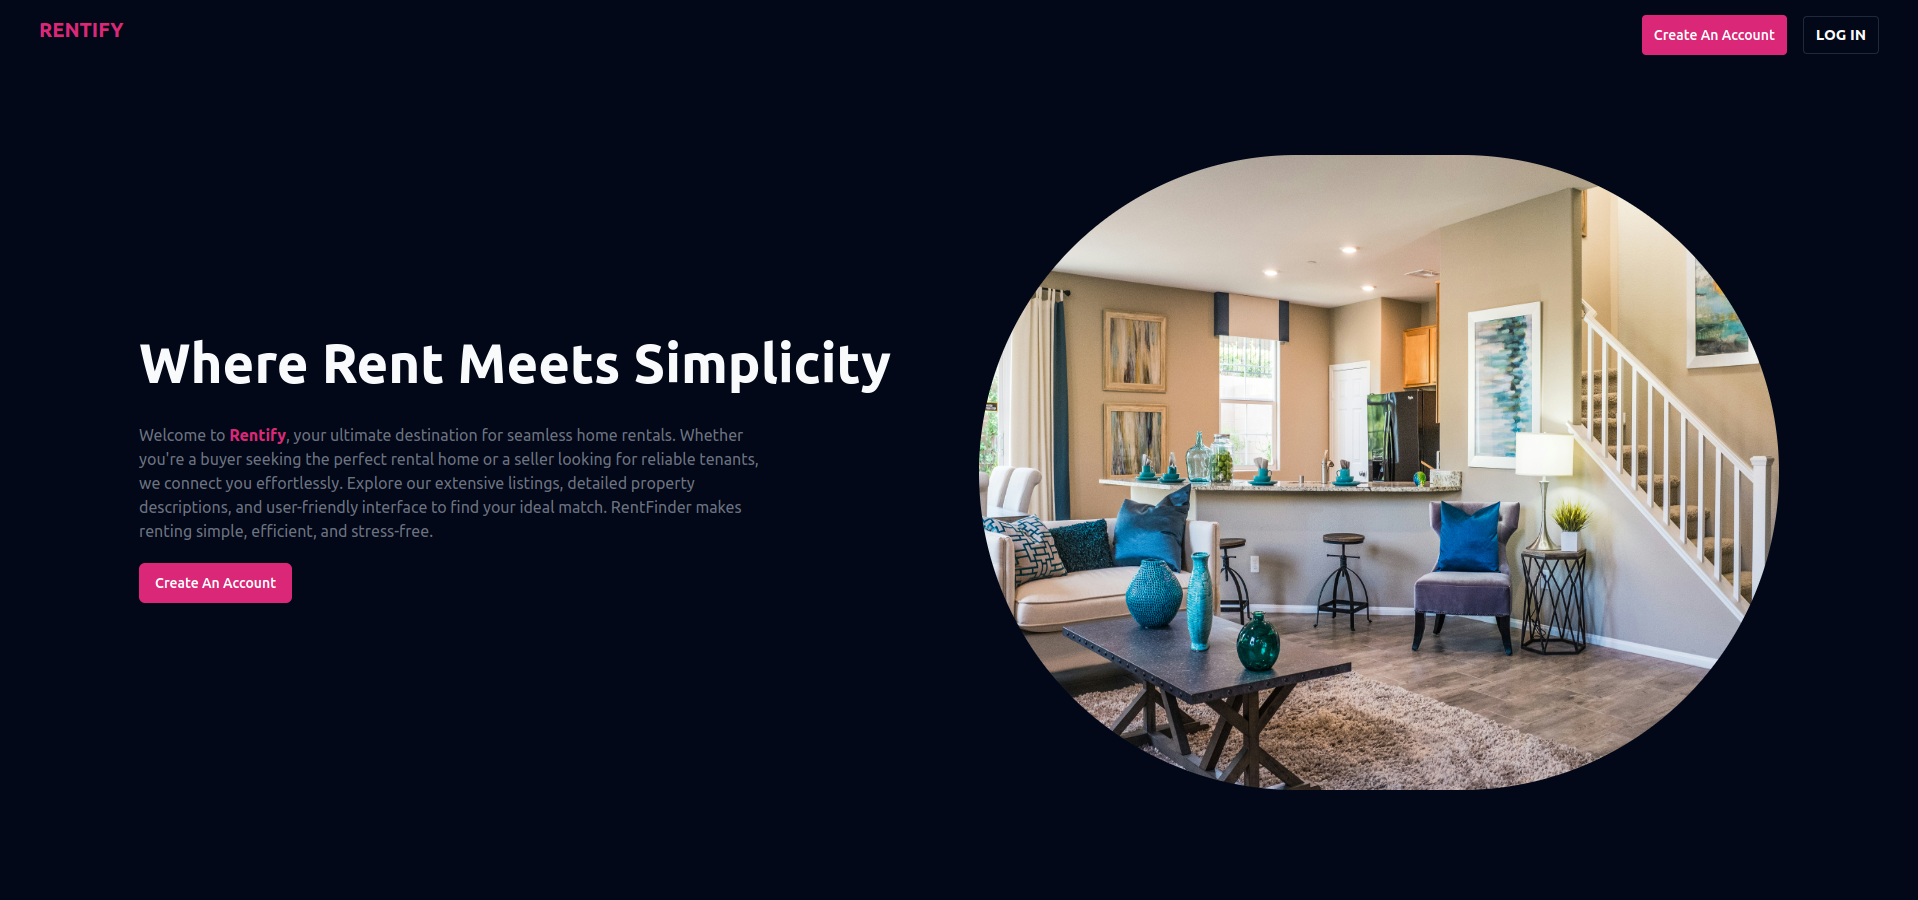 RENTIFY
Create An Account
LOG IN
Where Rent Meets Simplicity
Welcome to Rentify, your ultimate destination for seamless home rentals. Whether
you're a buyer seeking the perfect rental home or a seller looking for reliable tenants,
we connect you effortlessly. Explore our extensive listings, detailed property
descriptions, and user-friendly interface to find your ideal match. RentFinder makes
renting simple, efficient, and stress-free.
Create An Account